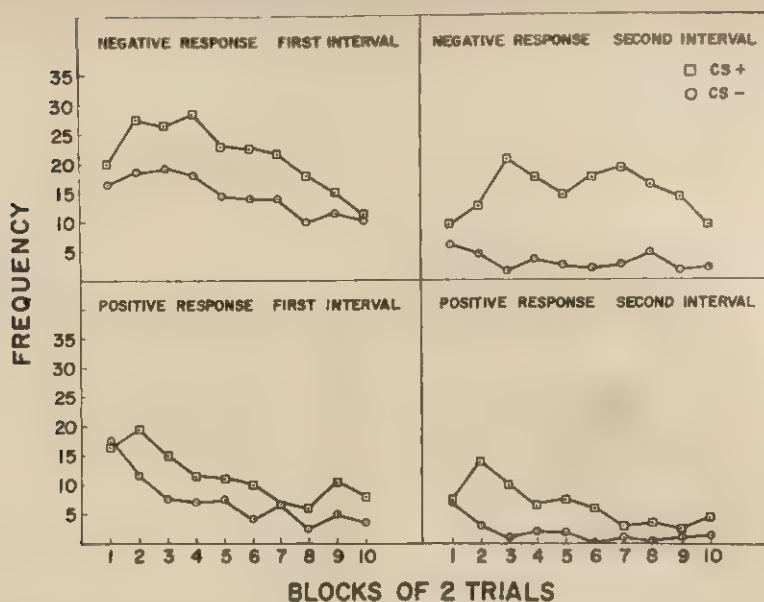 NEGATIVE RESPONSE FIRST INTERVAL
35
30
25
20
15
10
5
NEGATIVE RESPONSE SECOND INTERVAL
CS +
CS −
FREQUENCY
POSITIVE RESPONSE FIRST INTERVAL
35
30
25
20
15
10
5
POSITIVE RESPONSE SECOND INTERVAL
1 2 3 4 5 6 7 8 9 10
1 2 3 4 5 6 7 8 9 10
BLOCKS OF 2 TRIALS